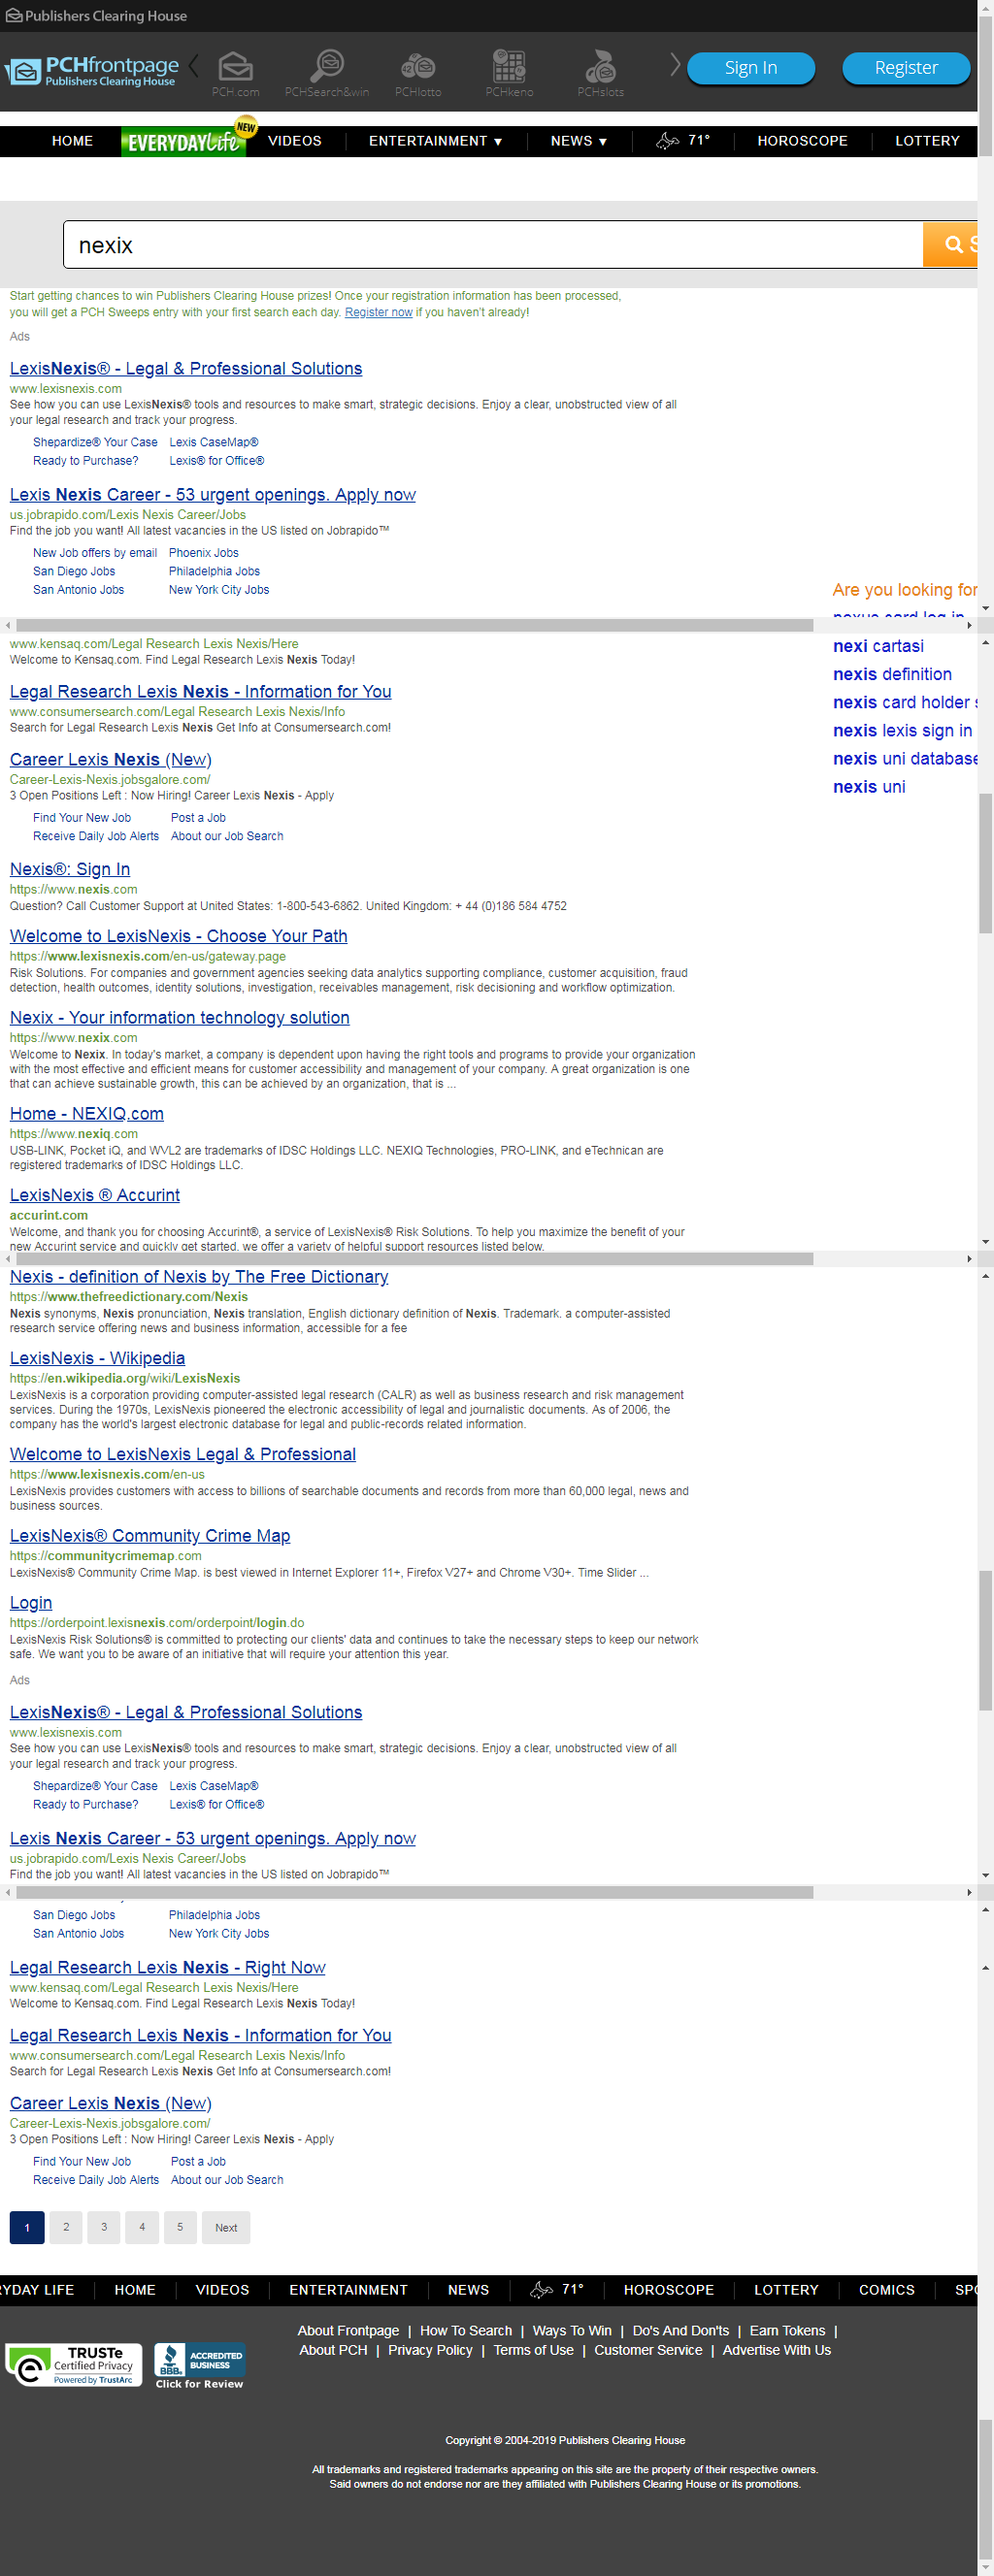 Publishers Clearing House
PCHfrontpage
Publishers Clearing House
PCH.com PCHSearch&win PCHlotto PCHkeno PCHslots
Sign In Register
HOME EVERYDAYLife NEW VIDEOS ENTERTAINMENT ▼ NEWS ▼ 71° HOROSCOPE LOTTERY
nexix
S
Start getting chances to win Publishers Clearing House prizes! Once your registration information has been processed,
you will get a PCH Sweeps entry with your first search each day. Register now if you haven't already!
Ads
LexisNexis® - Legal & Professional Solutions
www.lexisnexis.com
See how you can use LexisNexis® tools and resources to make smart, strategic decisions. Enjoy a clear, unobstructed view of all
your legal research and track your progress.
Shepardize® Your Case Lexis CaseMap®
Ready to Purchase? Lexis® for Office®
Lexis Nexis Career - 53 urgent openings. Apply now
us.jobrapido.com/Lexis Nexis Career/Jobs
Find the job you want! All latest vacancies in the US listed on Jobrapido™
New Job offers by email Phoenix Jobs
San Diego Jobs Philadelphia Jobs
San Antonio Jobs New York City Jobs
Are you looking for
nexus card log in
www.kensaq.com/Legal Research Lexis Nexis/Here
Welcome to Kensaq.com. Find Legal Research Lexis Nexis Today!
nexi cartasi
nexis definition
nexis card holder s
nexis lexis sign in
nexis uni database
nexis uni
Legal Research Lexis Nexis - Information for You
www.consumersearch.com/Legal Research Lexis Nexis/Info
Search for Legal Research Lexis Nexis Get Info at Consumersearch.com!
Career Lexis Nexis (New)
Career-Lexis-Nexis.jobsgalore.com/
3 Open Positions Left : Now Hiring! Career Lexis Nexis - Apply
Find Your New Job Post a Job
Receive Daily Job Alerts About our Job Search
Nexis®: Sign In
https://www.nexis.com
Question? Call Customer Support at United States: 1-800-543-6862. United Kingdom: + 44 (0)186 584 4752
Welcome to LexisNexis - Choose Your Path
https://www.lexisnexis.com/en-us/gateway.page
Risk Solutions. For companies and government agencies seeking data analytics supporting compliance, customer acquisition, fraud
detection, health outcomes, identity solutions, investigation, receivables management, risk decisioning and workflow optimization.
Nexix - Your information technology solution
https://www.nexix.com
Welcome to Nexix. In today's market, a company is dependent upon having the right tools and programs to provide your organization
with the most effective and efficient means for customer accessibility and management of your company. A great organization is one
that can achieve sustainable growth, this can be achieved by an organization, that is ...
Home - NEXIQ.com
https://www.nexiq.com
USB-LINK, Pocket iQ, and WVL2 are trademarks of IDSC Holdings LLC. NEXIQ Technologies, PRO-LINK, and eTechnican are
registered trademarks of IDSC Holdings LLC.
LexisNexis ® Accurint
accurint.com
Welcome, and thank you for choosing Accurint®, a service of LexisNexis® Risk Solutions. To help you maximize the benefit of your
new Accurint service and quickly get started, we offer a variety of helpful support resources listed below.
Nexis - definition of Nexis by The Free Dictionary
https://www.thefreedictionary.com/Nexis
Nexis synonyms, Nexis pronunciation, Nexis translation, English dictionary definition of Nexis. Trademark. a computer-assisted
research service offering news and business information, accessible for a fee
LexisNexis - Wikipedia
https://en.wikipedia.org/wiki/LexisNexis
LexisNexis is a corporation providing computer-assisted legal research (CALR) as well as business research and risk management
services. During the 1970s, LexisNexis pioneered the electronic accessibility of legal and journalistic documents. As of 2006, the
company has the world's largest electronic database for legal and public-records related information.
Welcome to LexisNexis Legal & Professional
https://www.lexisnexis.com/en-us
LexisNexis provides customers with access to billions of searchable documents and records from more than 60,000 legal, news and
business sources.
LexisNexis® Community Crime Map
https://communitycrimemap.com
LexisNexis® Community Crime Map. is best viewed in Internet Explorer 11+, Firefox V27+ and Chrome V30+. Time Slider ...
Login
https://orderpoint.lexisnexis.com/orderpoint/login.do
LexisNexis Risk Solutions® is committed to protecting our clients' data and continues to take the necessary steps to keep our network
safe. We want you to be aware of an initiative that will require your attention this year.
Ads
LexisNexis® - Legal & Professional Solutions
www.lexisnexis.com
See how you can use LexisNexis® tools and resources to make smart, strategic decisions. Enjoy a clear, unobstructed view of all
your legal research and track your progress.
Shepardize® Your Case Lexis CaseMap®
Ready to Purchase? Lexis® for Office®
Lexis Nexis Career - 53 urgent openings. Apply now
us.jobrapido.com/Lexis Nexis Career/Jobs
Find the job you want! All latest vacancies in the US listed on Jobrapido™
San Diego Jobs Philadelphia Jobs
San Antonio Jobs New York City Jobs
Legal Research Lexis Nexis - Right Now
www.kensaq.com/Legal Research Lexis Nexis/Here
Welcome to Kensaq.com. Find Legal Research Lexis Nexis Today!
Legal Research Lexis Nexis - Information for You
www.consumersearch.com/Legal Research Lexis Nexis/Info
Search for Legal Research Lexis Nexis Get Info at Consumersearch.com!
Career Lexis Nexis (New)
Career-Lexis-Nexis.jobsgalore.com/
3 Open Positions Left : Now Hiring! Career Lexis Nexis - Apply
Find Your New Job Post a Job
Receive Daily Job Alerts About our Job Search
1 2 3 4 5 Next
RYDAY LIFE HOME VIDEOS ENTERTAINMENT NEWS 71° HOROSCOPE LOTTERY COMICS SPO
About Frontpage | How To Search | Ways To Win | Do's And Don'ts | Earn Tokens |
About PCH | Privacy Policy | Terms of Use | Customer Service | Advertise With Us
TRUSTe
Certified Privacy
Powered by TrustArc
BBB
ACCREDITED
BUSINESS
Click for Review
Copyright © 2004-2019 Publishers Clearing House
All trademarks and registered trademarks appearing on this site are the property of their respective owners.
Said owners do not endorse nor are they affiliated with Publishers Clearing House or its promotions.